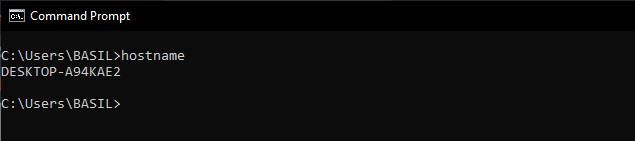 Command Prompt
C:\Users\BASIL>hostname
DESKTOP-A94KAE2
C:\Users\BASIL>